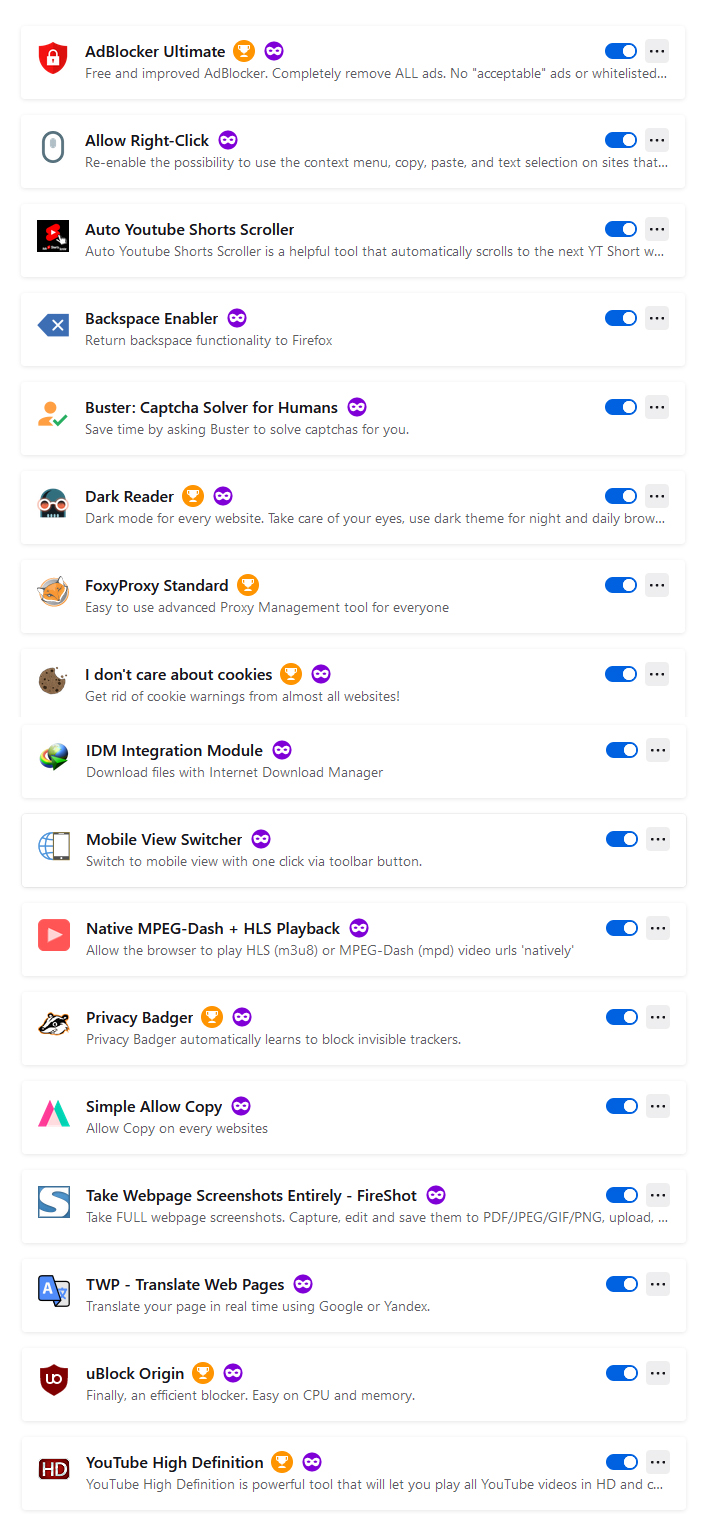 AdBlocker Ultimate
Free and improved AdBlocker. Completely remove ALL ads. No "acceptable" ads or whitelisted...
Allow Right-Click
Re-enable the possibility to use the context menu, copy, paste, and text selection on sites that...
Auto Youtube Shorts Scroller
Auto Youtube Shorts Scroller is a helpful tool that automatically scrolls to the next YT Short w...
Backspace Enabler
Return backspace functionality to Firefox
Buster: Captcha Solver for Humans
Save time by asking Buster to solve captchas for you.
Dark Reader
Dark mode for every website. Take care of your eyes, use dark theme for night and daily brow...
FoxyProxy Standard
Easy to use advanced Proxy Management tool for everyone
I don't care about cookies
Get rid of cookie warnings from almost all websites!
IDM Integration Module
Download files with Internet Download Manager
Mobile View Switcher
Switch to mobile view with one click via toolbar button.
Native MPEG-Dash + HLS Playback
Allow the browser to play HLS (m3u8) or MPEG-Dash (mpd) video urls 'natively'
Privacy Badger
Privacy Badger automatically learns to block invisible trackers.
Simple Allow Copy
Allow Copy on every websites
S
Take Webpage Screenshots Entirely - FireShot
Take FULL webpage screenshots. Capture, edit and save them to PDF/JPEG/GIF/PNG, upload, ...
A
TWP - Translate Web Pages
Translate your page in real time using Google or Yandex.
uO
uBlock Origin
Finally, an efficient blocker. Easy on CPU and memory.
HD
YouTube High Definition
YouTube High Definition is powerful tool that will let you play all YouTube videos in HD and c...